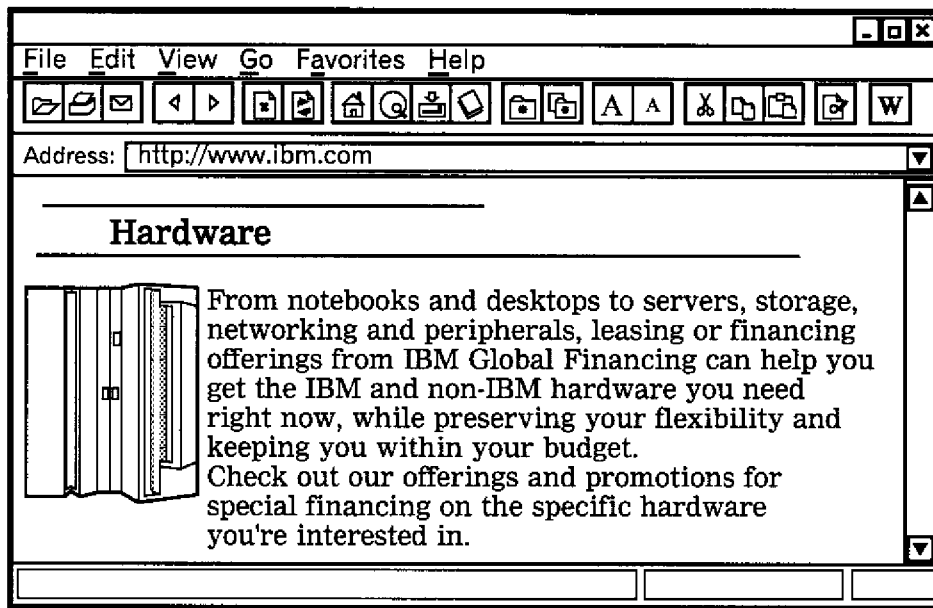 File Edit View Go Favorites Help
A A W
Address: http://www.ibm.com
Hardware
From notebooks and desktops to servers, storage,
networking and peripherals, leasing or financing
offerings from IBM Global Financing can help you
get the IBM and non-IBM hardware you need
right now, while preserving your flexibility and
keeping you within your budget.
Check out our offerings and promotions for
special financing on the specific hardware
you're interested in.